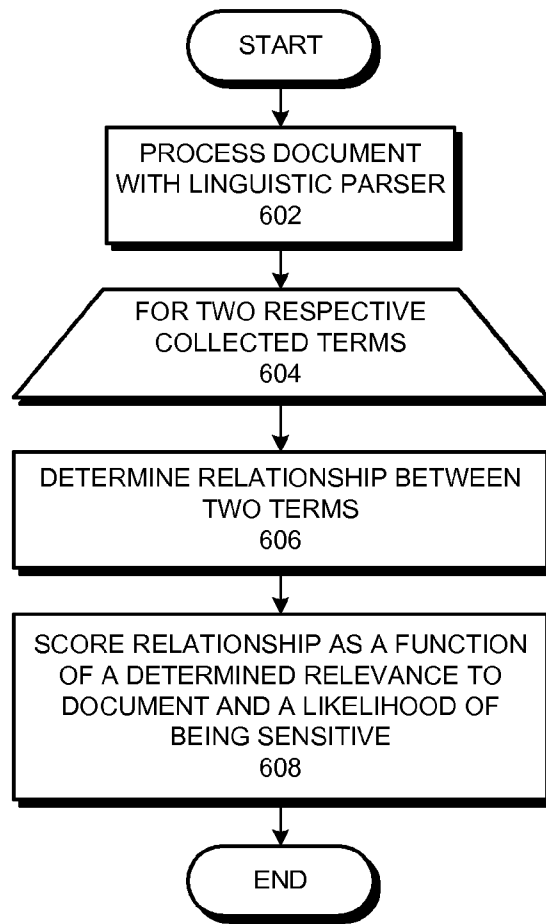 START
PROCESS DOCUMENT
WITH LINGUISTIC PARSER
602
FOR TWO RESPECTIVE
COLLECTED TERMS
604
DETERMINE RELATIONSHIP BETWEEN
TWO TERMS
606
SCORE RELATIONSHIP AS A FUNCTION
OF A DETERMINED RELEVANCE TO
DOCUMENT AND A LIKELIHOOD OF
BEING SENSITIVE
608
END